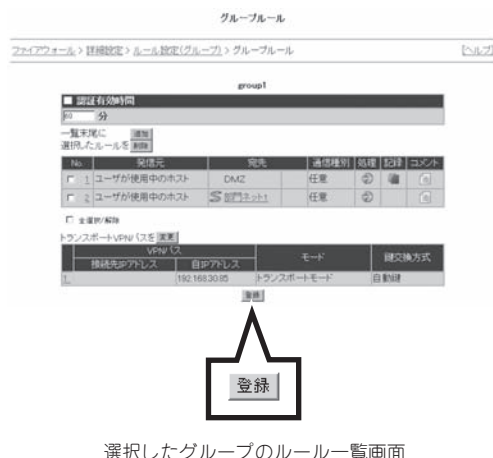 グループルール
ファイアウォール > 詳細設定 > ルール設定(グループ) > グループルール
[ヘルプ]
group1
■ 認証有効時間
60 分
一覧末尾に 追加
選択したルールを 削除
No. 発信元 宛先 通信種別 処理 記録 コメント
1 ユーザが使用中のホスト DMZ 任意
2 ユーザが使用中のホスト 部門ネット1 任意
全選択/解除
トランスポートVPNパスを 変更
VPNパス モード 鍵交換方式
接続先IPアドレス 自IPアドレス
1. 192.168.30.85 トランスポートモード 自動鍵
登録
登録
選択したグループのルール一覧画面